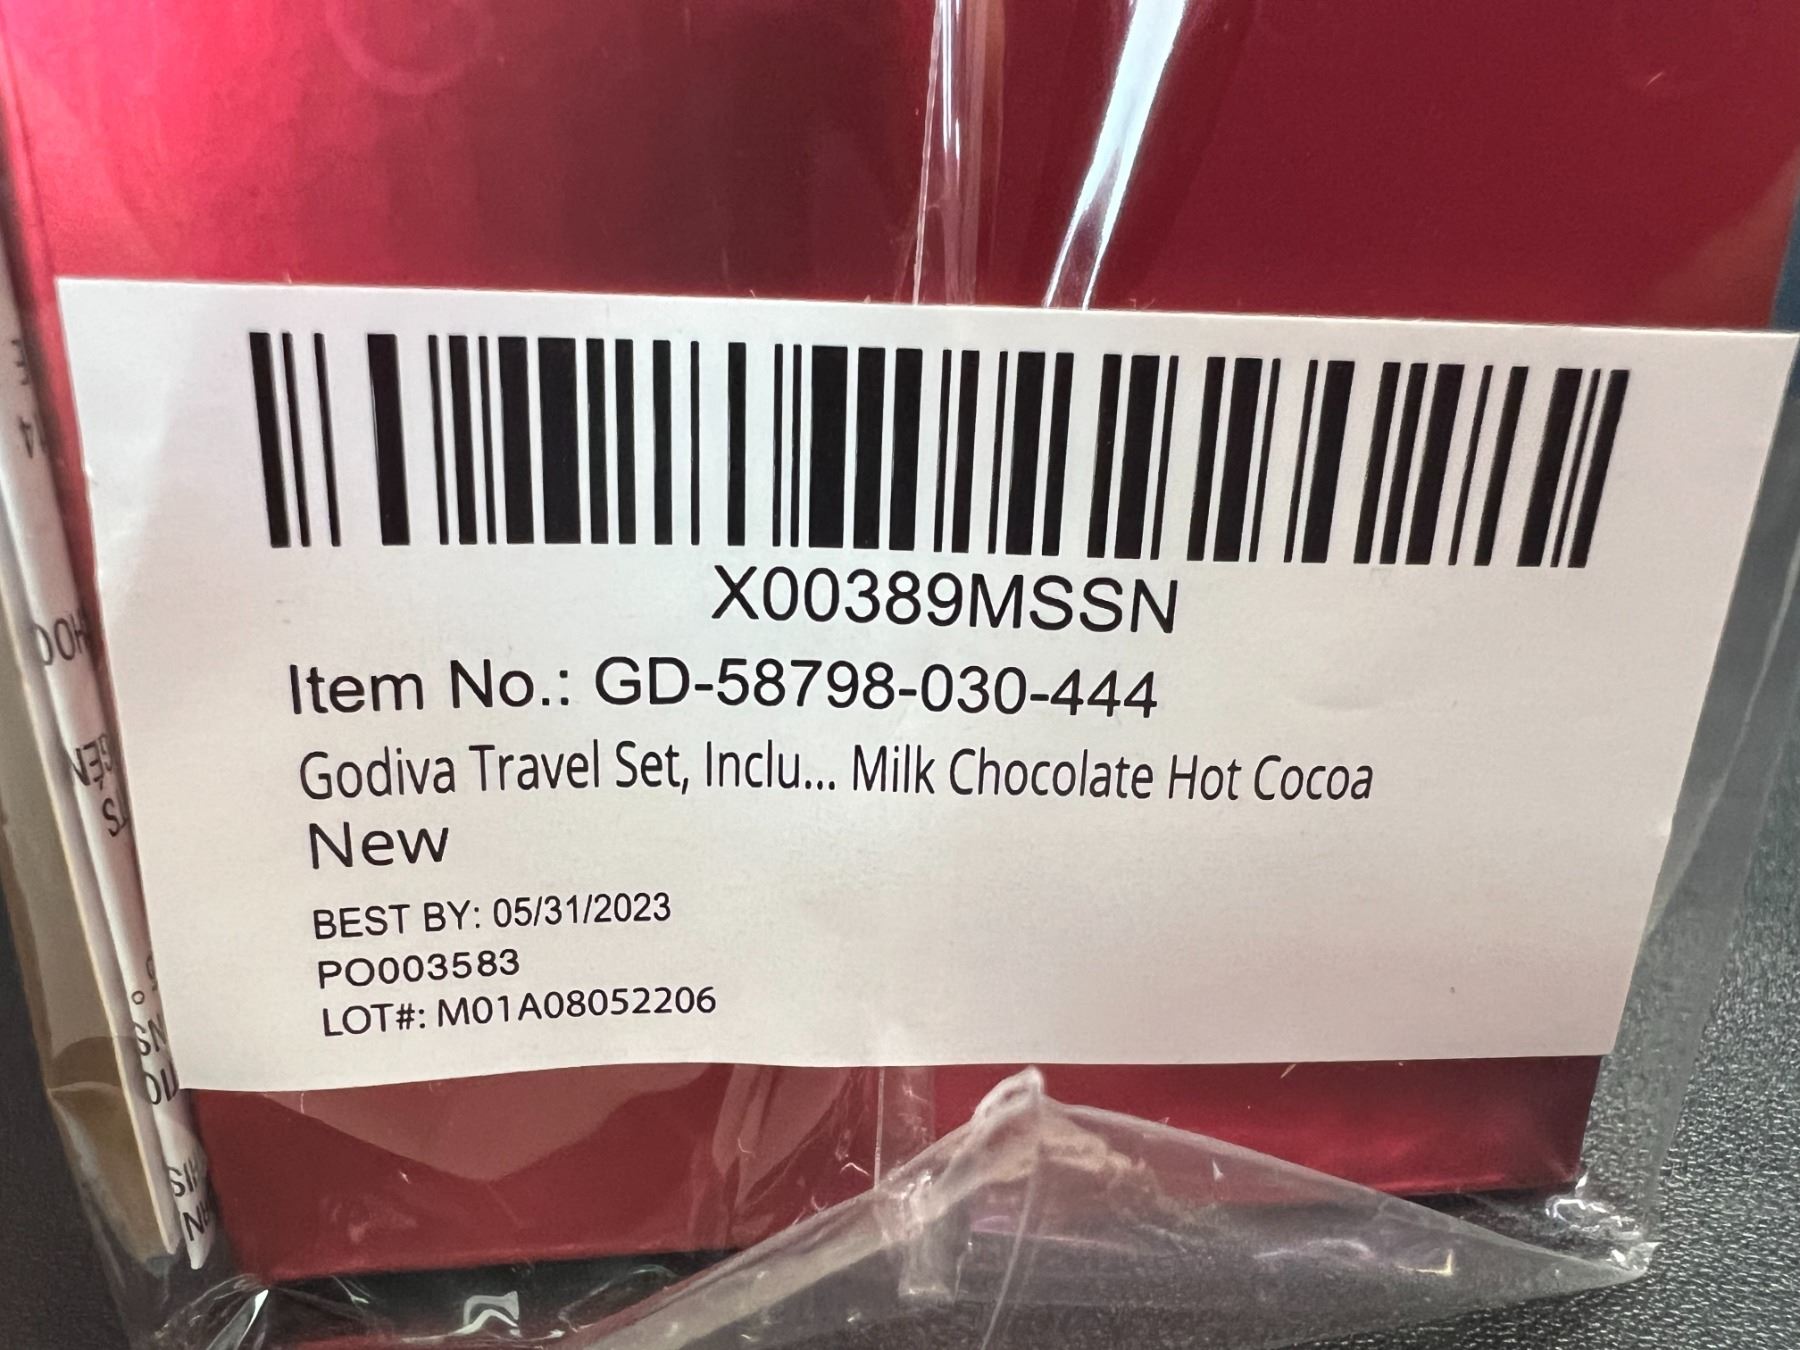 X00389MSSN
Item No.: GD-58798-030-444
Godiva Travel Set, Inclu... Milk Chocolate Hot Cocoa
New
BEST BY: 05/31/2023
PO003583
LOT#: M01A08052206